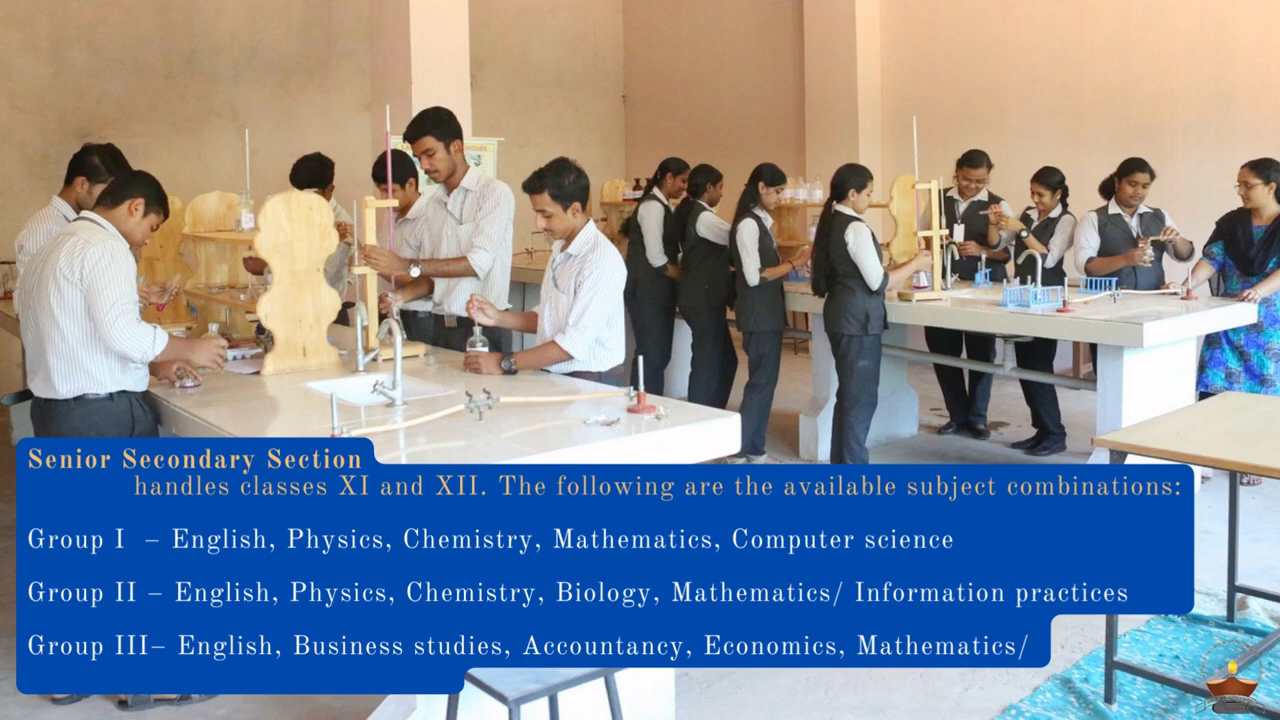 Senior Secondary Section
handles classes XI and XII. The following are the available subject combinations:
Group I – English, Physics, Chemistry, Mathematics, Computer science
Group II – English, Physics, Chemistry, Biology, Mathematics/ Information practices
Group III– English, Business studies, Accountancy, Economics, Mathematics/